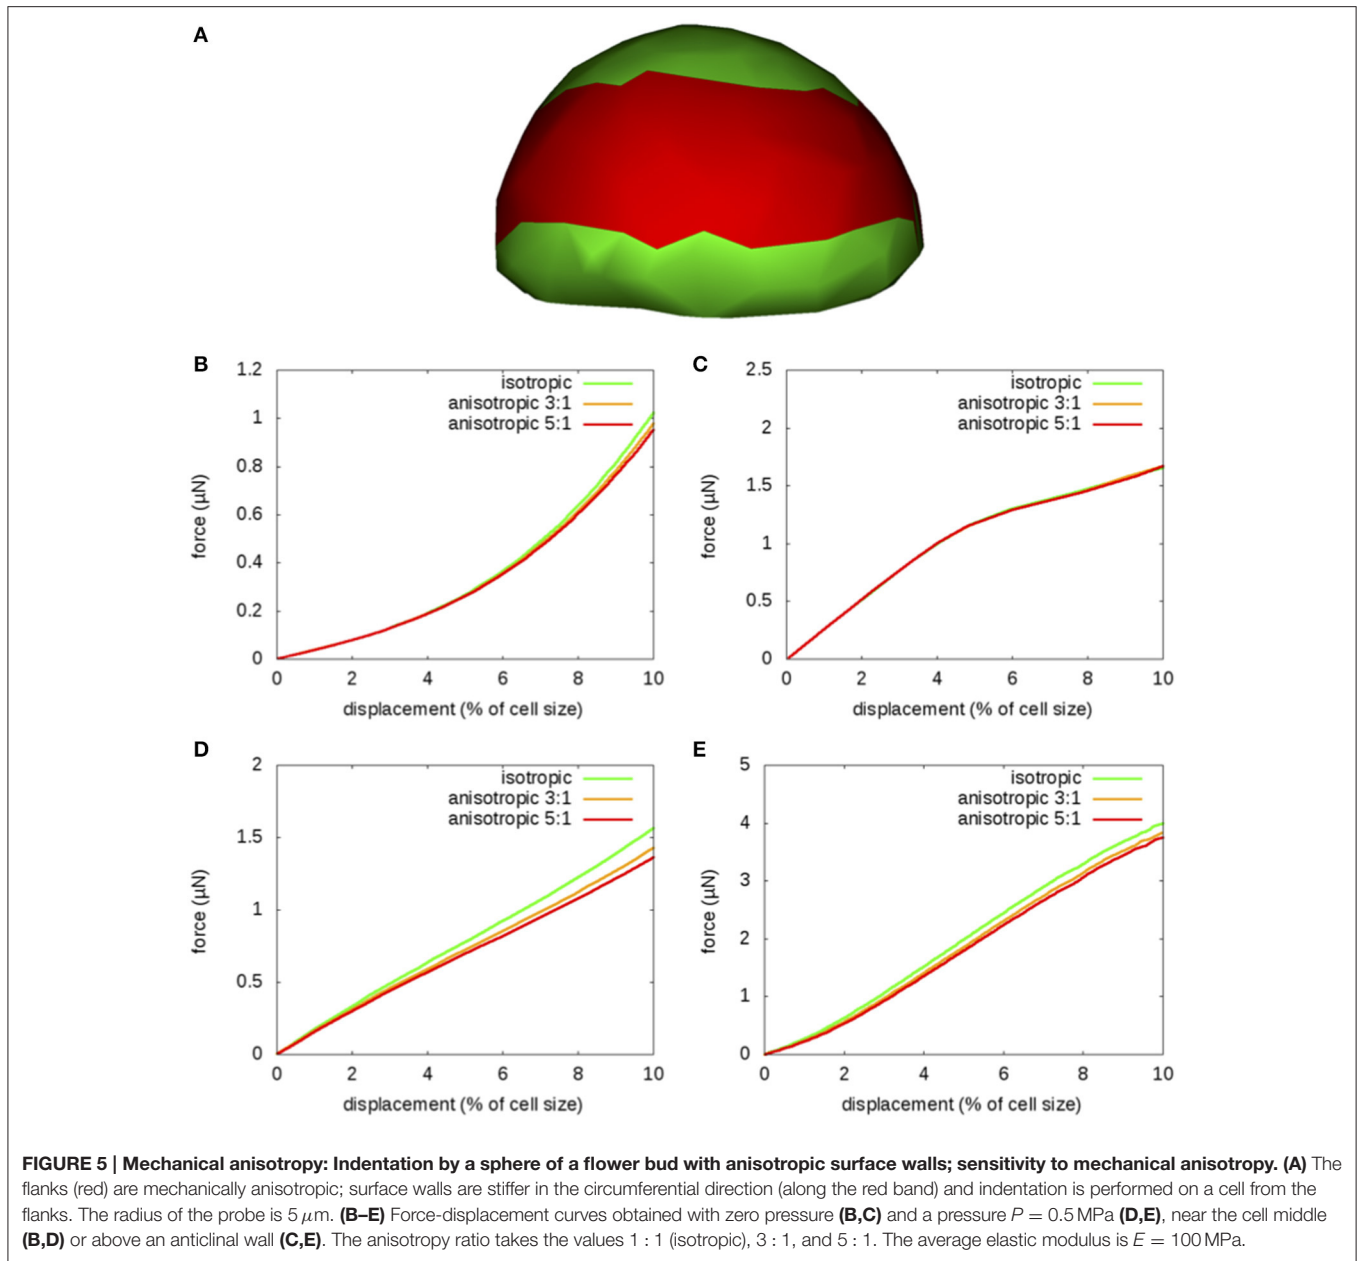 A
B
1.2
1
0.8
0.6
0.4
0.2
0
force (µN)
isotropic
anisotropic 3:1
anisotropic 5:1
0 2 4 6 8 10
displacement (% of cell size)
C
2.5
2
1.5
1
0.5
0
force (µN)
isotropic
anisotropic 3:1
anisotropic 5:1
0 2 4 6 8 10
displacement (% of cell size)
D
2
1.5
1
0.5
0
force (µN)
isotropic
anisotropic 3:1
anisotropic 5:1
0 2 4 6 8 10
displacement (% of cell size)
E
5
4
3
2
1
0
force (µN)
isotropic
anisotropic 3:1
anisotropic 5:1
0 2 4 6 8 10
displacement (% of cell size)
FIGURE 5 | Mechanical anisotropy: Indentation by a sphere of a flower bud with anisotropic surface walls; sensitivity to mechanical anisotropy. (A) The
flanks (red) are mechanically anisotropic; surface walls are stiffer in the circumferential direction (along the red band) and indentation is performed on a cell from the
flanks. The radius of the probe is 5 µm. (B–E) Force-displacement curves obtained with zero pressure (B,C) and a pressure P = 0.5 MPa (D,E), near the cell middle
(B,D) or above an anticlinal wall (C,E). The anisotropy ratio takes the values 1 : 1 (isotropic), 3 : 1, and 5 : 1. The average elastic modulus is E = 100 MPa.